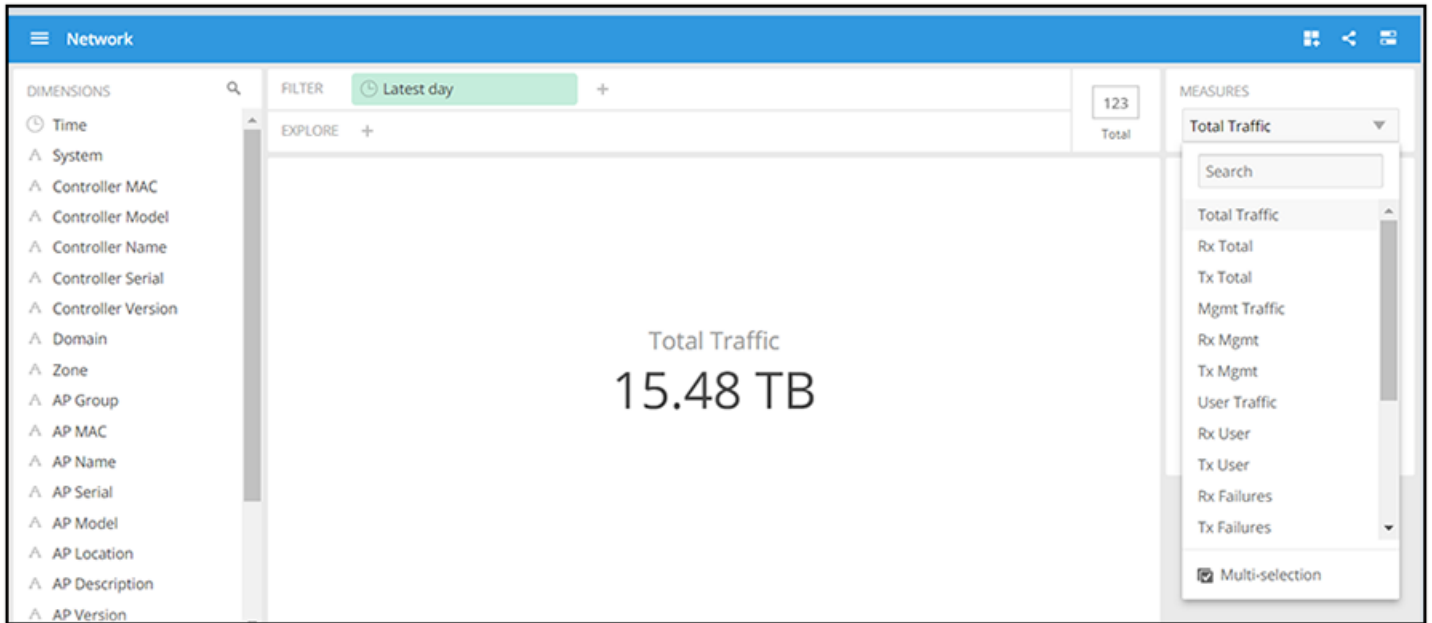 Network
DIMENSIONS
Time
System
Controller MAC
Controller Model
Controller Name
Controller Serial
Controller Version
Domain
Zone
AP Group
AP MAC
AP Name
AP Serial
AP Model
AP Location
AP Description
AP Version
FILTER Latest day +
EXPLORE +
123
Total
Total Traffic
15.48 TB
MEASURES
Total Traffic
Search
Total Traffic
Rx Total
Tx Total
Mgmt Traffic
Rx Mgmt
Tx Mgmt
User Traffic
Rx User
Tx User
Rx Failures
Tx Failures
Multi-selection